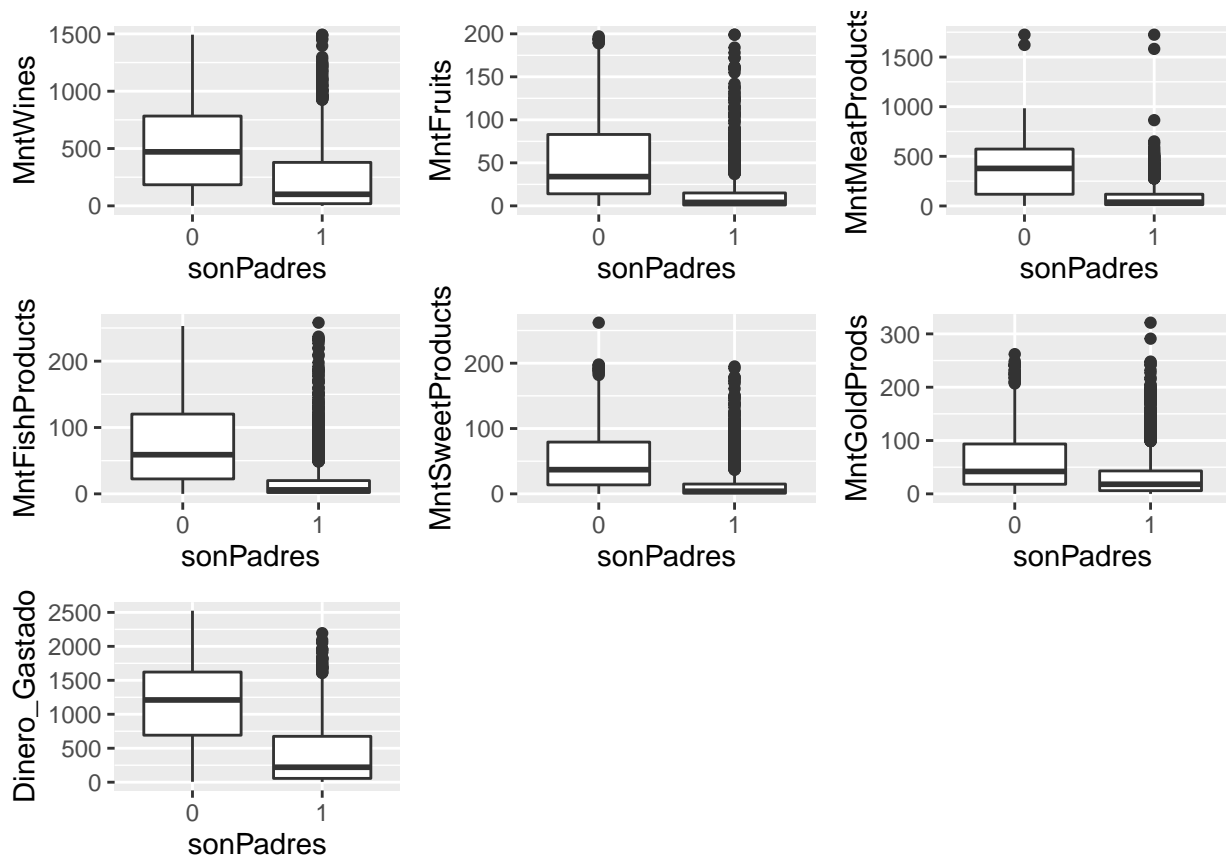 MntWines
1500
1000
500
0
0 1
sonPadres
MntFruits
200
150
100
50
0
0 1
sonPadres
MntMeatProducts
1500
1000
500
0
0 1
sonPadres
MntFishProducts
200
100
0
0 1
sonPadres
MntSweetProducts
200
100
0
0 1
sonPadres
MntGoldProds
300
200
100
0
0 1
sonPadres
Dinero_Gastado
2500
2000
1500
1000
500
0
0 1
sonPadres